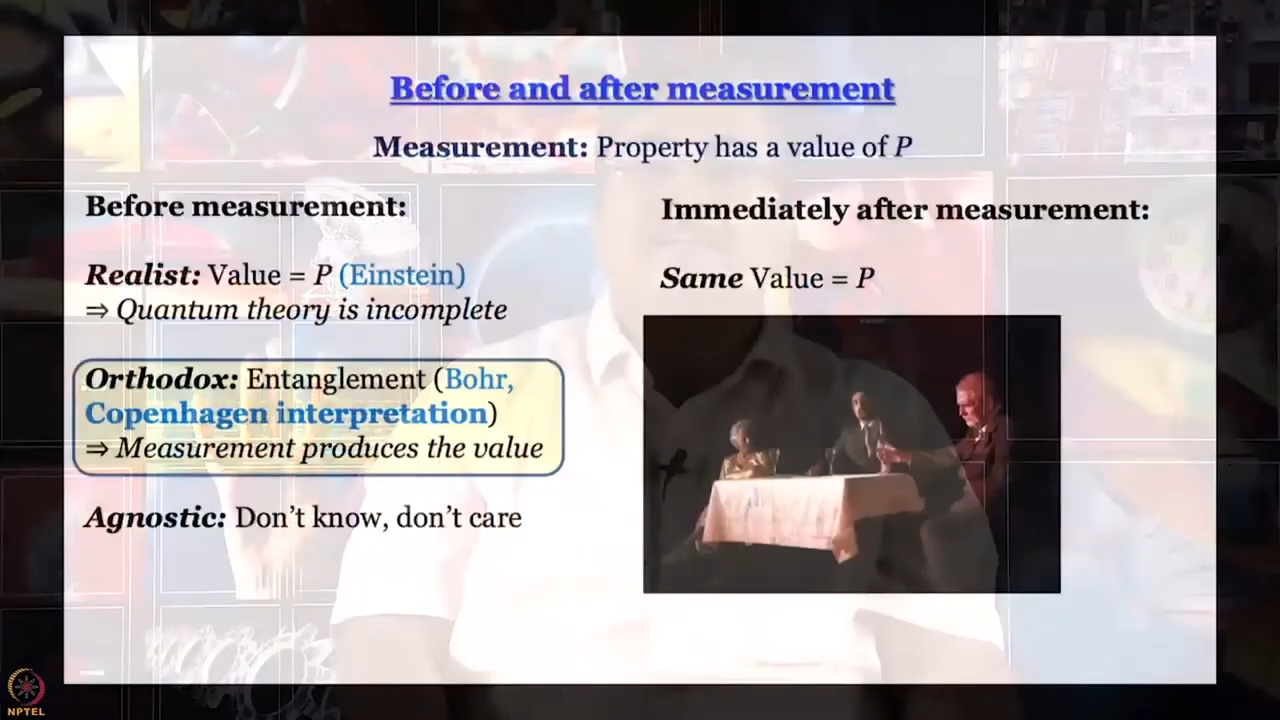 Before and after measurement
Measurement: Property has a value of P
Before measurement:
Realist: Value = P (Einstein)
⇒ Quantum theory is incomplete
Orthodox: Entanglement (Bohr,
Copenhagen interpretation)
⇒ Measurement produces the value
Agnostic: Don’t know, don’t care
Immediately after measurement:
Same Value = P
NPTEL